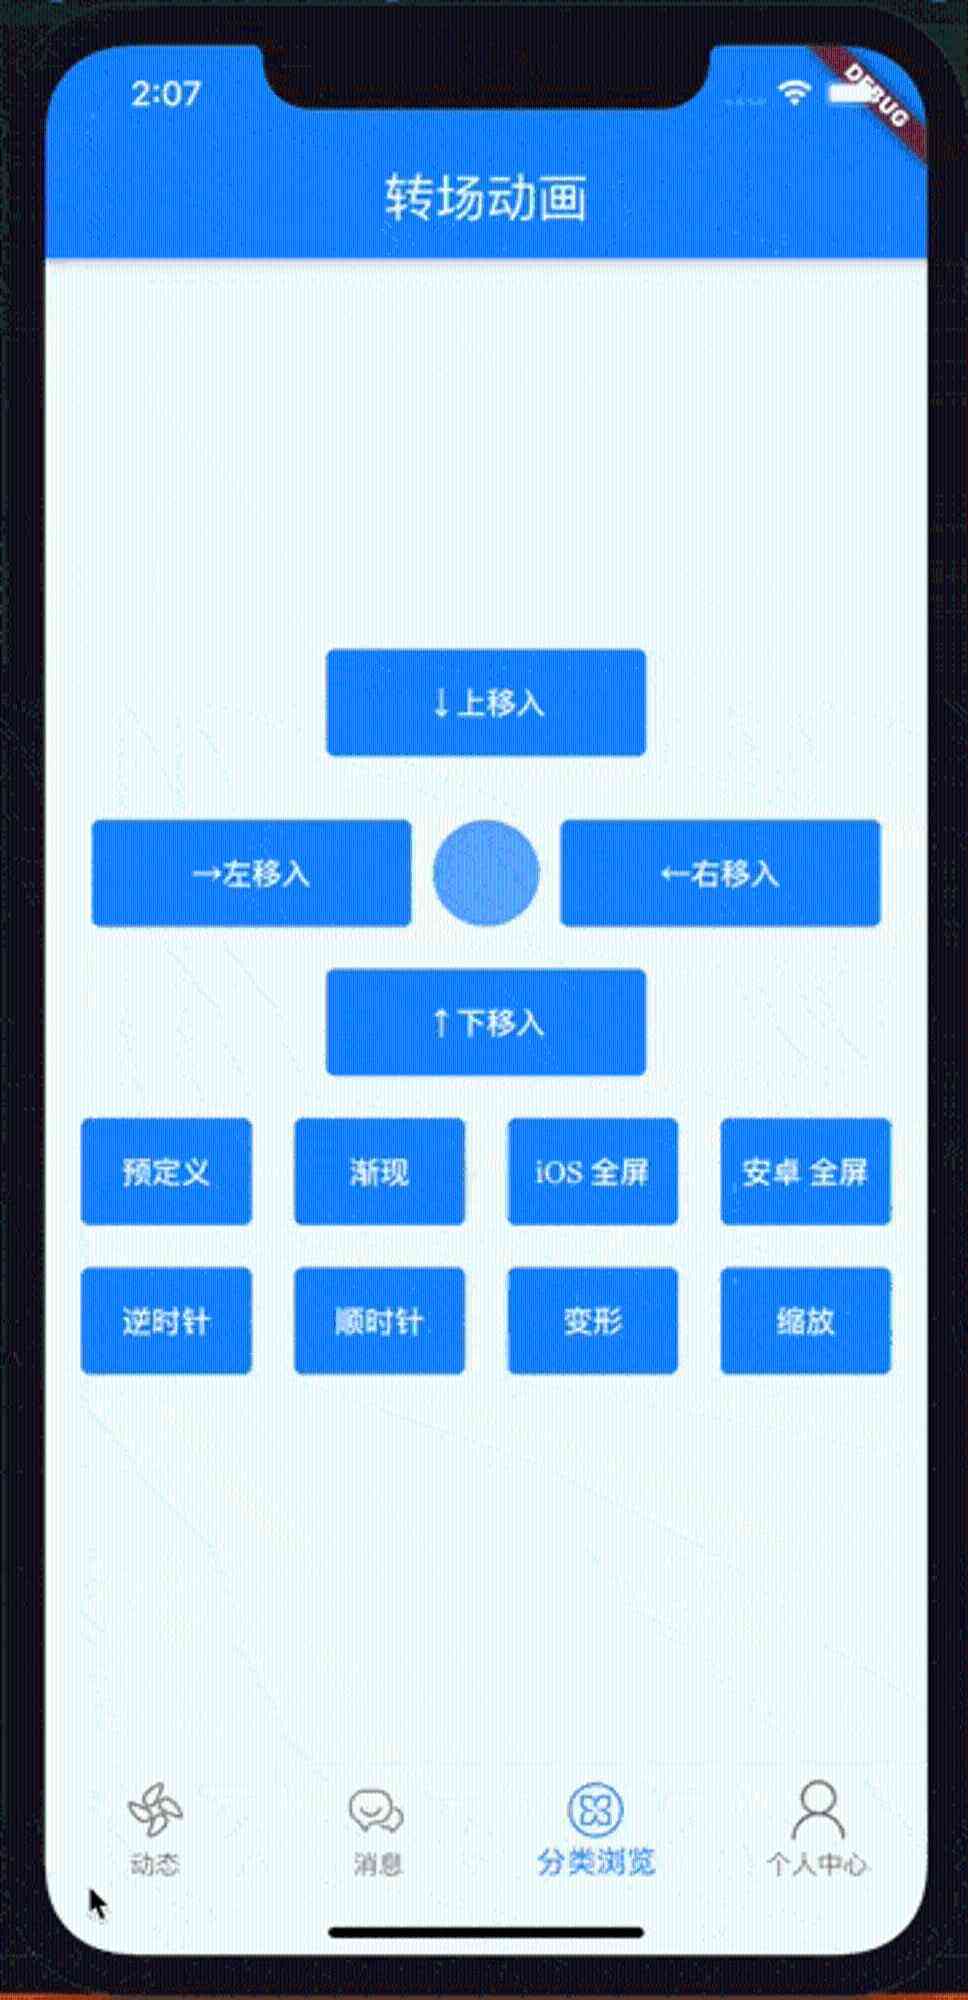 2:07
DEBUG
转场动画
↓上移入
→左移入 ←右移入
↑下移入
预定义 渐现 iOS 全屏 安卓 全屏
逆时针 顺时针 变形 缩放
动态 消息 分类浏览 个人中心